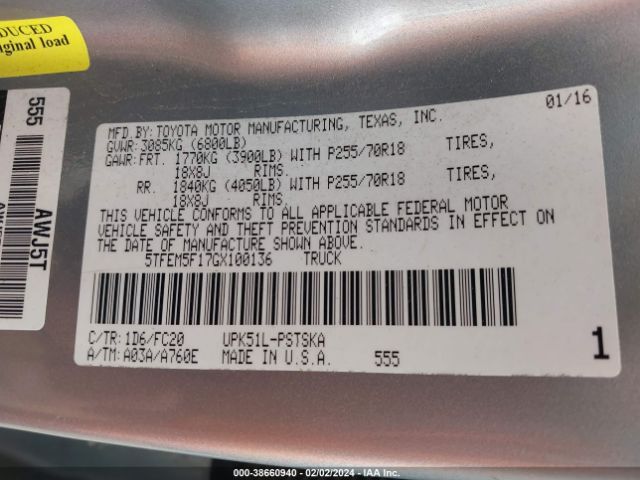 DUCED
iginal load
555
AWJ5T
01/16
MFD.BY:TOYOTA MOTOR MANUFACTURING, TEXAS, INC.
GVWR:3085KG (6800LB)
GAWR:FRT. 1770KG (3900LB) WITH P255/70R18 TIRES,
18X8J RIMS.
RR. 1840KG (4050LB) WITH P255/70R18 TIRES,
18X8J RIMS.
THIS VEHICLE CONFORMS TO ALL APPLICABLE FEDERAL MOTOR
VEHICLE SAFETY AND THEFT PREVENTION STANDARDS IN EFFECT ON
THE DATE OF MANUFACTURE SHOWN ABOVE.
5TFEM5F17GX100136 TRUCK
C/TR:1D6/FC20 UPK51L-PSTSKA
A/TM:A03A/A760E MADE IN U.S.A. 555
1
000-38660940 - 02/02/2024 - IAA Inc.